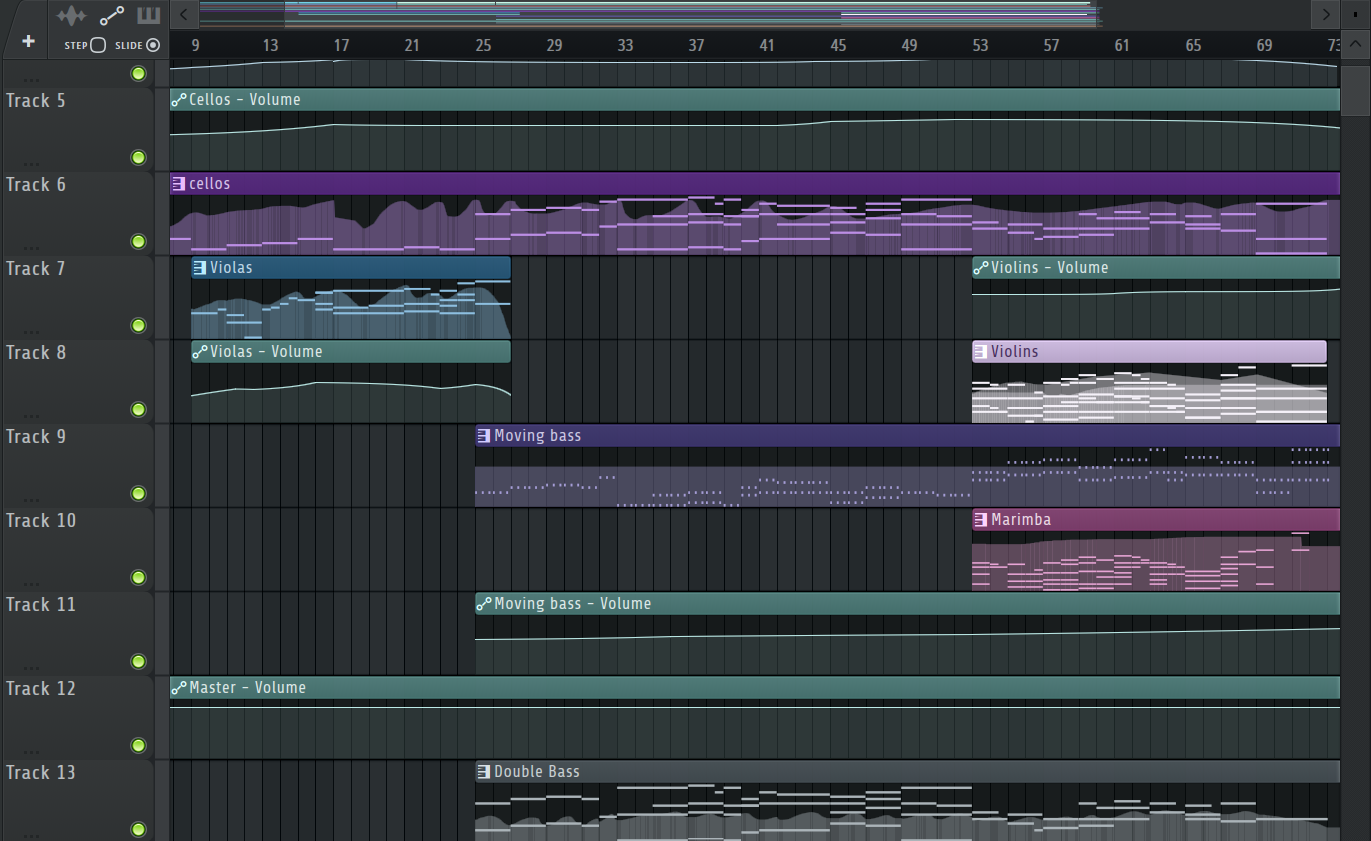 STEP SLIDE
9 13 17 21 25 29 33 37 41 45 49 53 57 61 65 69 73
Track 5
Cellos - Volume
Track 6
cellos
Track 7
Violas
Violins - Volume
Track 8
Violas - Volume
Violins
Track 9
Moving bass
Track 10
Marimba
Track 11
Moving bass - Volume
Track 12
Master - Volume
Track 13
Double Bass